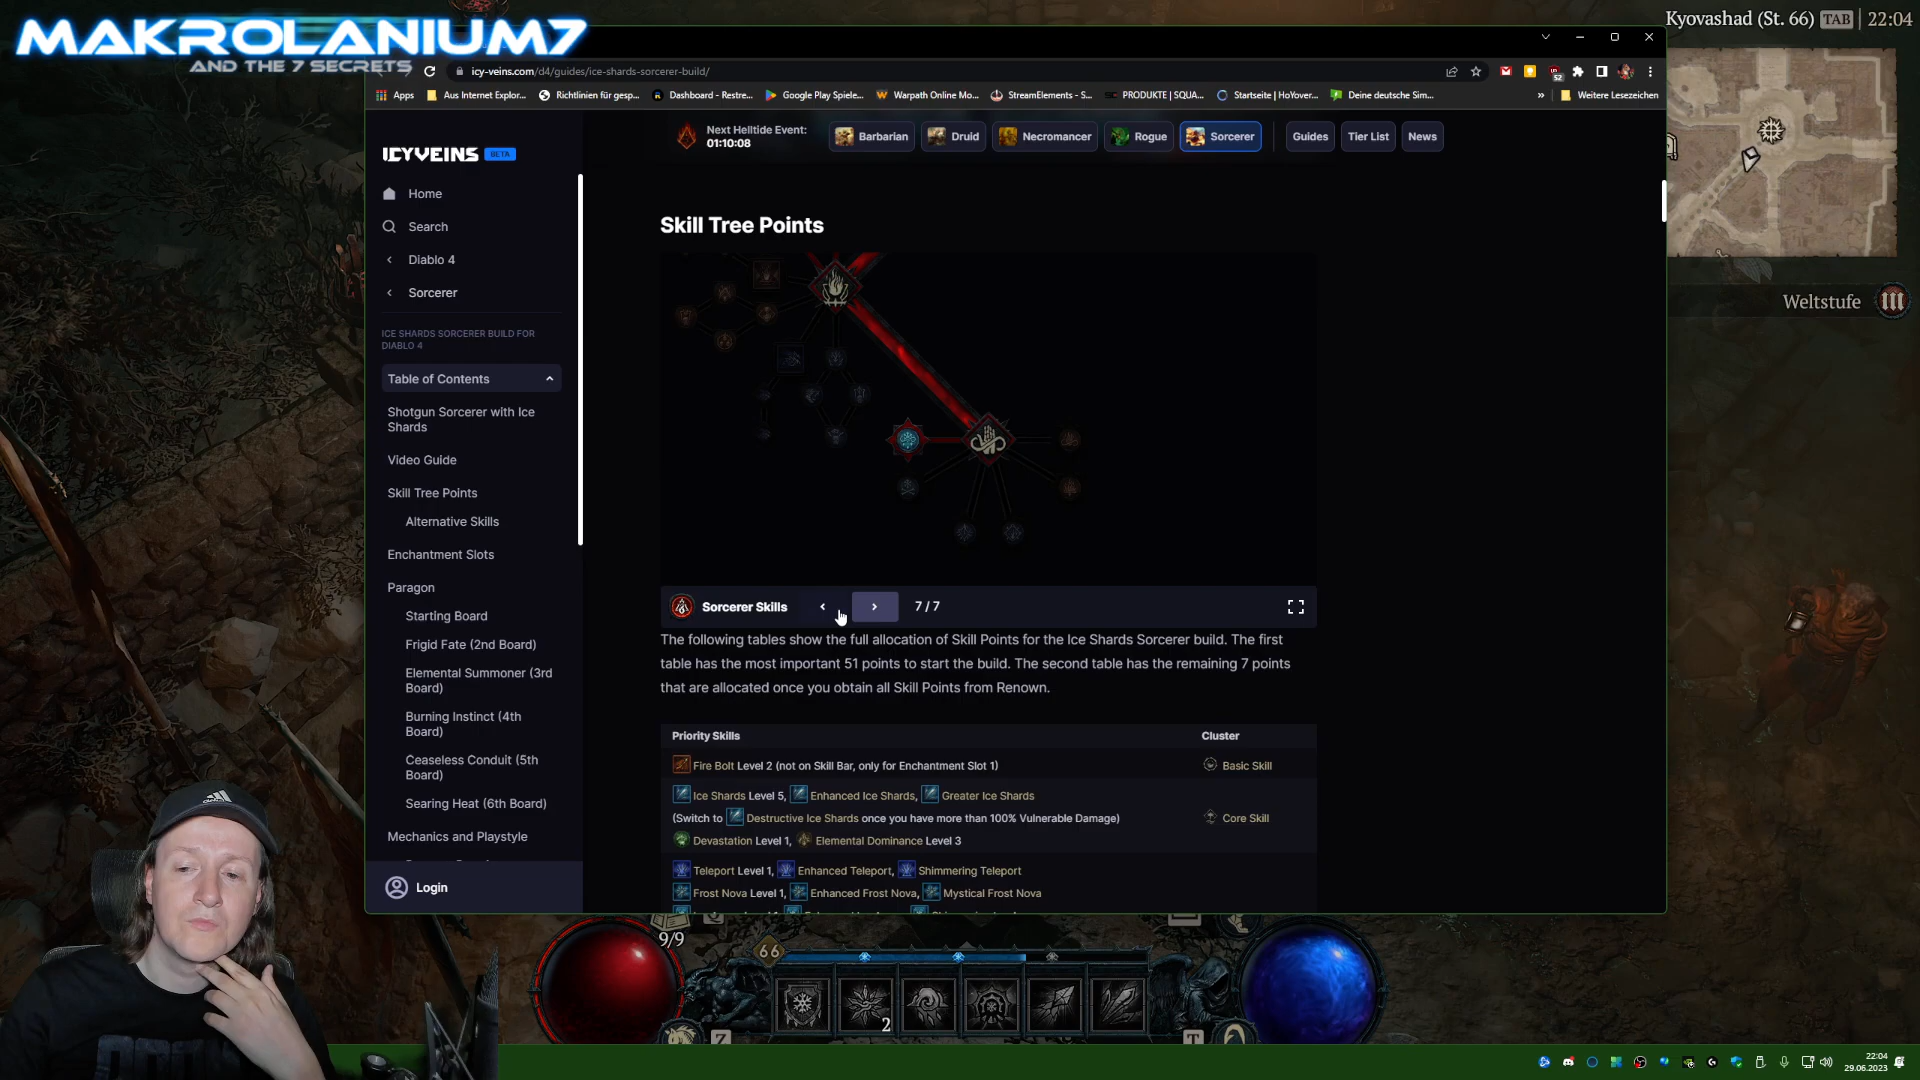 MAKROLANIUM7
AND THE 7 SECRETS
Kyovashad (St. 66) TAB 22:04
icy-veins.com/d4/guides/ice-shards-sorcerer-build/
52
Apps
Aus Internet Explor...
Richtlinien für gesp...
Dashboard - Restre...
Google Play Spiele...
Warpath Online Mo...
StreamElements - S...
PRODUKTE | SQUA...
Startseite | HoYover...
Deine deutsche Sim...
»
Weitere Lesezeichen
ICYVEINS BETA
Next Helltide Event:
01:10:08
Barbarian
Druid
Necromancer
Rogue
Sorcerer
Guides
Tier List
News
Home
Search
Diablo 4
Sorcerer
ICE SHARDS SORCERER BUILD FOR
DIABLO 4
Table of Contents
Shotgun Sorcerer with Ice
Shards
Video Guide
Skill Tree Points
Alternative Skills
Enchantment Slots
Paragon
Starting Board
Frigid Fate (2nd Board)
Elemental Summoner (3rd
Board)
Burning Instinct (4th
Board)
Ceaseless Conduit (5th
Board)
Searing Heat (6th Board)
Mechanics and Playstyle
Login
Skill Tree Points
Sorcerer Skills
7 / 7
The following tables show the full allocation of Skill Points for the Ice Shards Sorcerer build. The first
table has the most important 51 points to start the build. The second table has the remaining 7 points
that are allocated once you obtain all Skill Points from Renown.
Priority Skills Cluster
Fire Bolt Level 2 (not on Skill Bar, only for Enchantment Slot 1) Basic Skill
Ice Shards Level 5, Enhanced Ice Shards, Greater Ice Shards
(Switch to Destructive Ice Shards once you have more than 100% Vulnerable Damage) Core Skill
Devastation Level 1, Elemental Dominance Level 3
Teleport Level 1, Enhanced Teleport, Shimmering Teleport
Frost Nova Level 1, Enhanced Frost Nova, Mystical Frost Nova
Weltstufe III
9/9
66
2
Z
T
22:04
29.06.2023